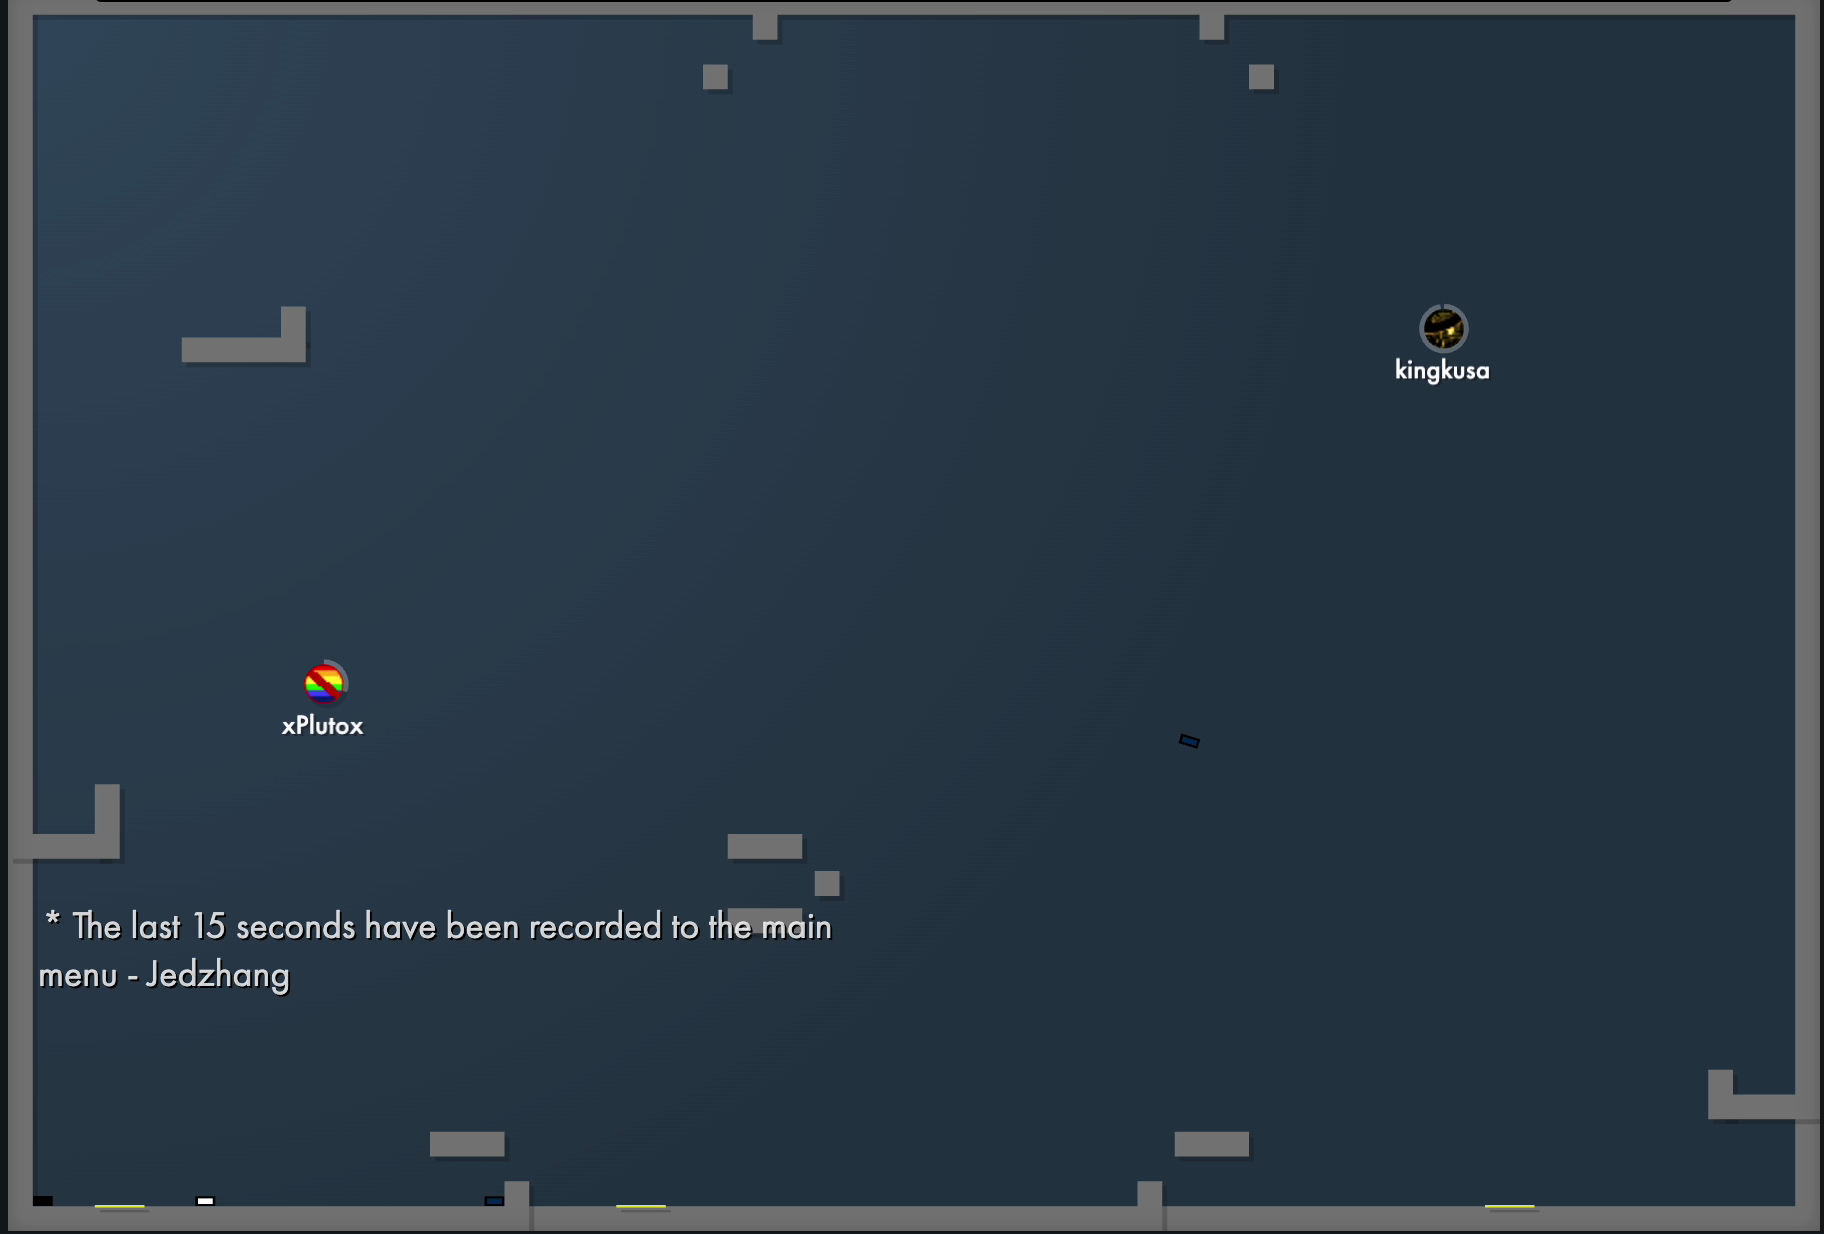 kingkusa
xPlutox
* The last 15 seconds have been recorded to the main
menu - Jedzhang